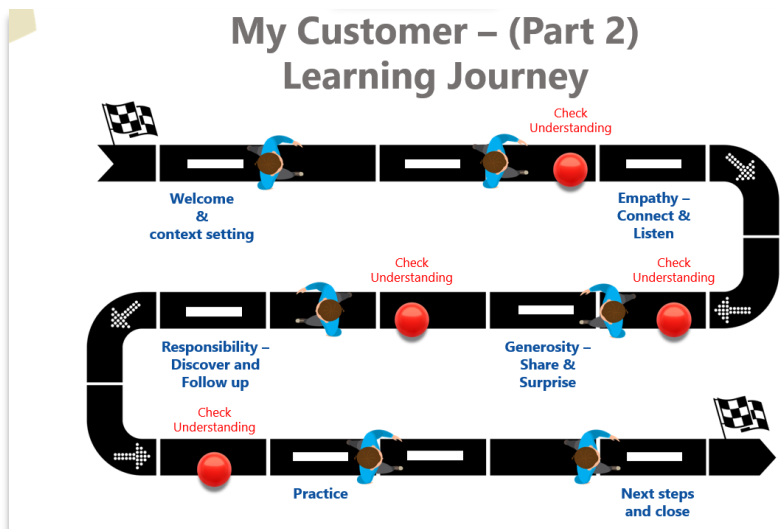 My Customer – (Part 2)
Learning Journey
Check
Understanding
Welcome
&
context setting
Empathy –
Connect &
Listen
Check
Understanding
Check
Understanding
Responsibility –
Discover and
Follow up
Generosity –
Share &
Surprise
Check
Understanding
Practice
Next steps
and close